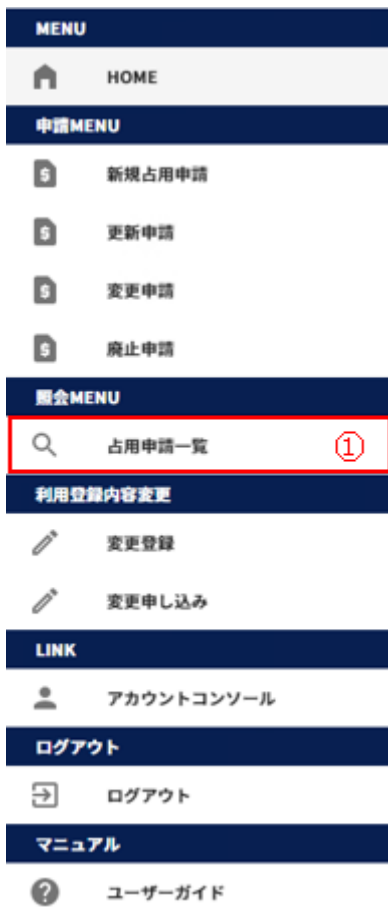 MENU
HOME
申請MENU
新規占用申請
更新申請
変更申請
廃止申請
照会MENU
占用申請一覧 ①
利用登録内容変更
変更登録
変更申し込み
LINK
アカウントコンソール
ログアウト
ログアウト
マニュアル
ユーザーガイド